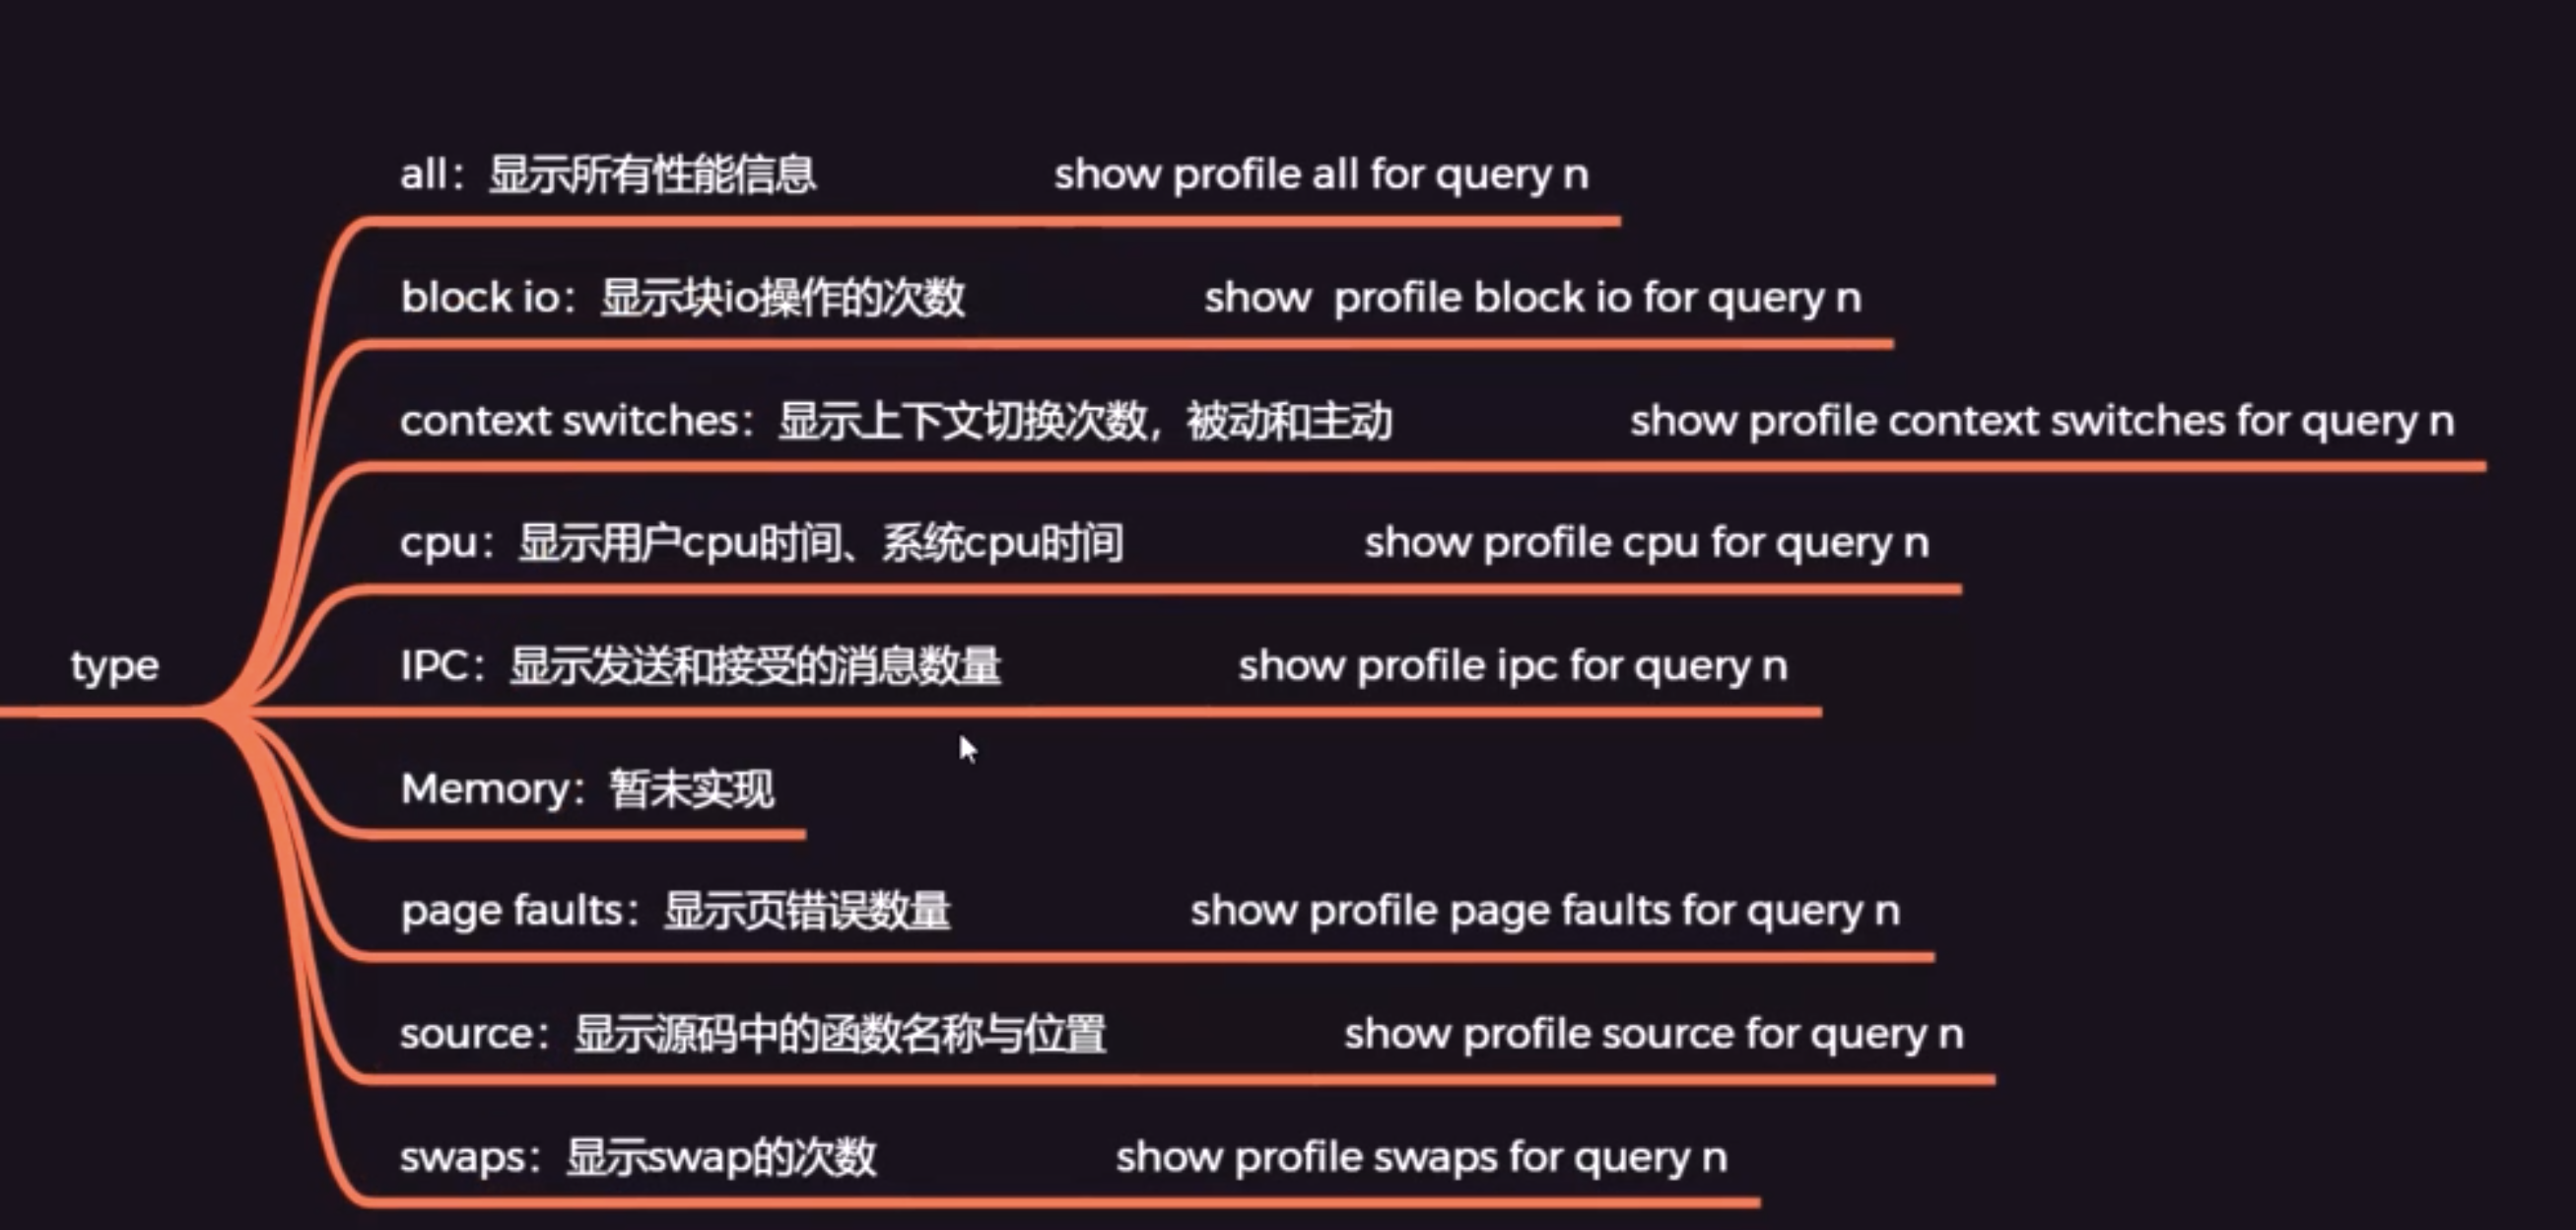 all：显示所有性能信息 show profile all for query n
block io：显示块io操作的次数 show  profile block io for query n
context switches：显示上下文切换次数，被动和主动 show profile context switches for query n
cpu：显示用户cpu时间、系统cpu时间 show profile cpu for query n
type
IPC：显示发送和接受的消息数量 show profile ipc for query n
Memory：暂未实现
page faults：显示页错误数量 show profile page faults for query n
source：显示源码中的函数名称与位置 show profile source for query n
swaps：显示swap的次数 show profile swaps for query n